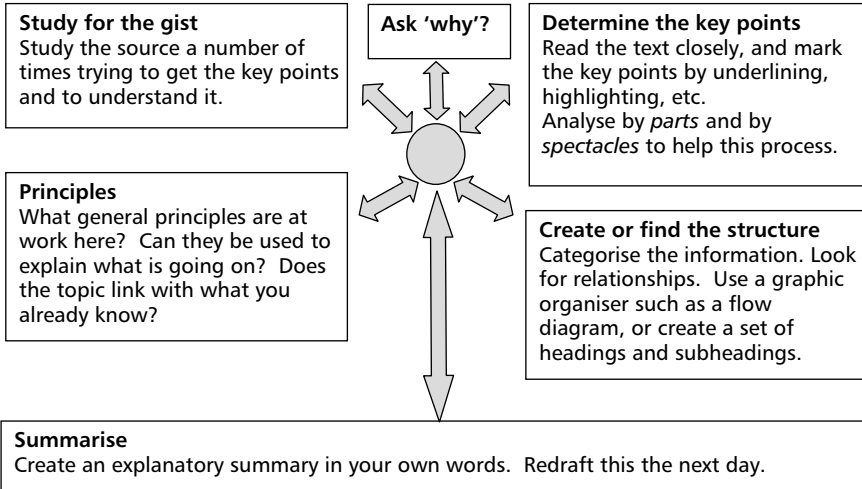 Study for the gist
Study the source a number of
times trying to get the key points
and to understand it.
Ask ‘why’?
Determine the key points
Read the text closely, and mark
the key points by underlining,
highlighting, etc.
Analyse by parts and by
spectacles to help this process.
Principles
What general principles are at
work here? Can they be used to
explain what is going on? Does
the topic link with what you
already know?
Create or find the structure
Categorise the information. Look
for relationships. Use a graphic
organiser such as a flow
diagram, or create a set of
headings and subheadings.
Summarise
Create an explanatory summary in your own words. Redraft this the next day.